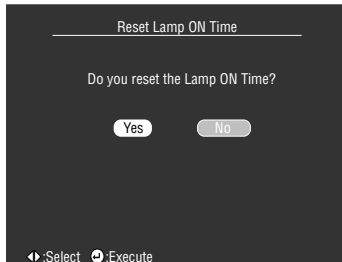 Reset Lamp ON Time
Do you reset the Lamp ON Time?
Yes No
:Select :Execute